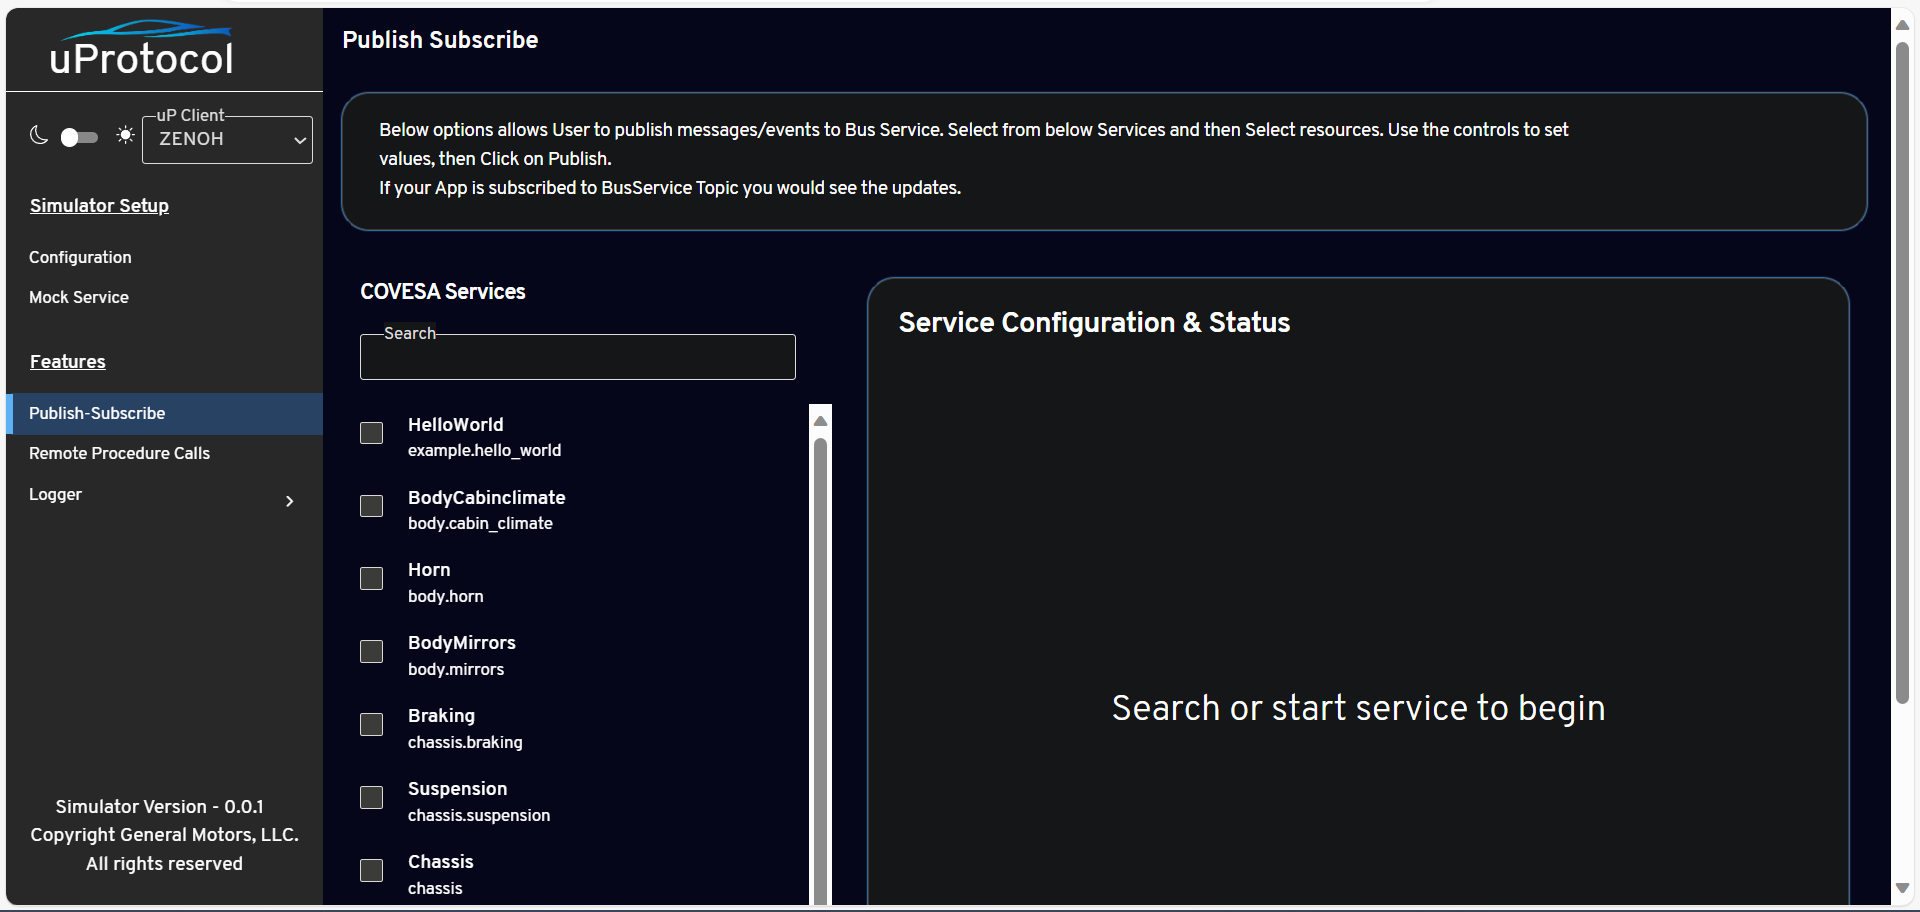 uProtocol
uP Client
ZENOH
Simulator Setup
Configuration
Mock Service
Features
Publish-Subscribe
Remote Procedure Calls
Logger
Simulator Version - 0.0.1
Copyright General Motors, LLC.
All rights reserved
Publish Subscribe
Below options allows User to publish messages/events to Bus Service. Select from below Services and then Select resources. Use the controls to set
values, then Click on Publish.
If your App is subscribed to BusService Topic you would see the updates.
COVESA Services
Search
HelloWorld
example.hello_world
BodyCabinclimate
body.cabin_climate
Horn
body.horn
BodyMirrors
body.mirrors
Braking
chassis.braking
Suspension
chassis.suspension
Chassis
chassis
Service Configuration & Status
Search or start service to begin